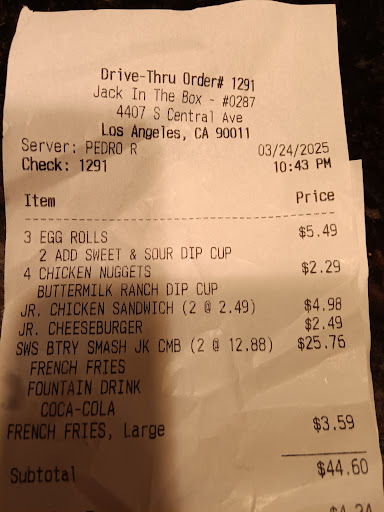 Drive-Thru Order# 1291
Jack In The Box - #0287
4407 S Central Ave
Los Angeles, CA 90011
Server: PEDRO R 03/24/2025
Check: 1291 10:43 PM
Item Price
3 EGG ROLLS $5.49
2 ADD SWEET & SOUR DIP CUP
4 CHICKEN NUGGETS $2.29
BUTTERMILK RANCH DIP CUP
JR. CHICKEN SANDWICH (2 @ 2.49) $4.98
JR. CHEESEBURGER $2.49
SWS BTRY SMASH JK CMB (2 @ 12.88) $25.76
FRENCH FRIES
FOUNTAIN DRINK
COCA-COLA
FRENCH FRIES, Large $3.59
Subtotal $44.60